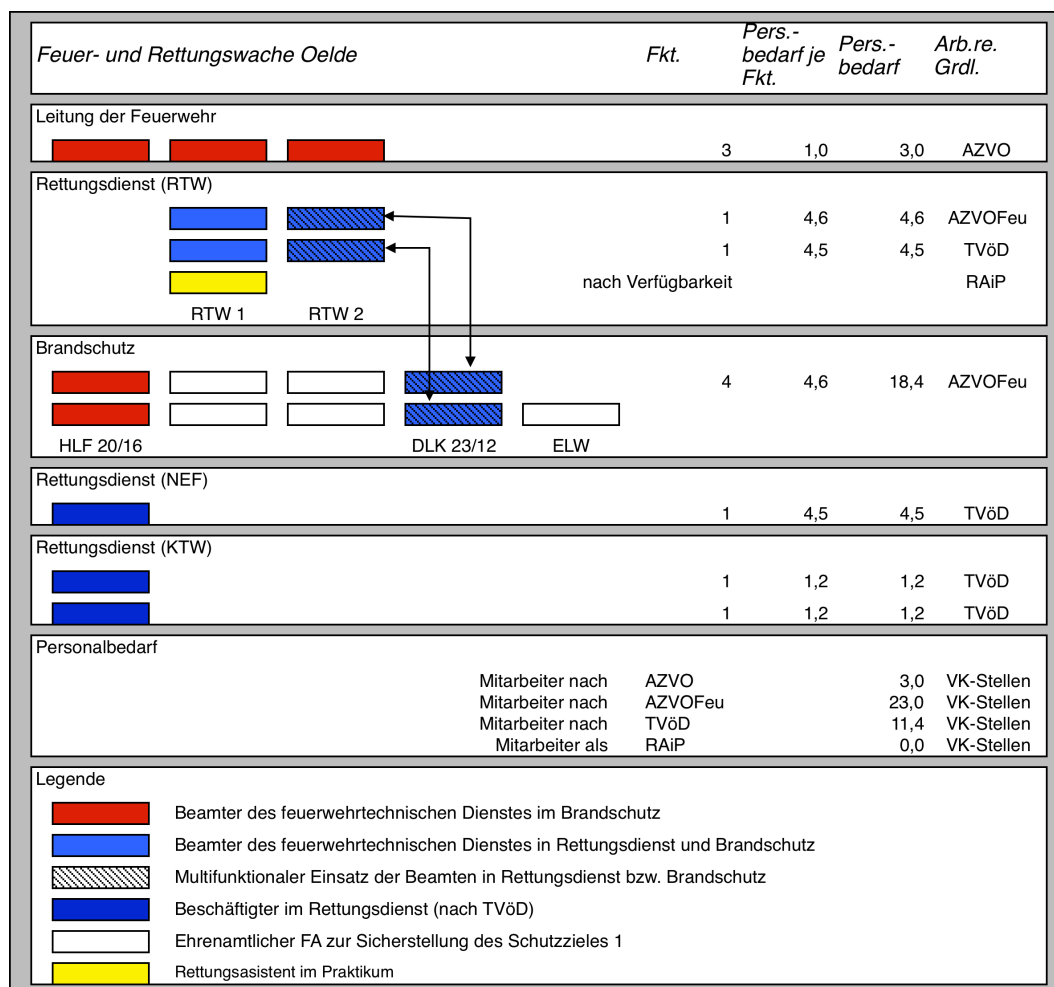 Feuer- und Rettungswache Oelde Fkt. Pers.-bedarf je Fkt. Pers.-bedarf Arb.re. Grdl.
Leitung der Feuerwehr
3 1,0 3,0 AZVO
Rettungsdienst (RTW)
1 4,6 4,6 AZVOFeu
1 4,5 4,5 TVöD
nach Verfügbarkeit RAiP
RTW 1 RTW 2
Brandschutz
4 4,6 18,4 AZVOFeu
HLF 20/16 DLK 23/12 ELW
Rettungsdienst (NEF)
1 4,5 4,5 TVöD
Rettungsdienst (KTW)
1 1,2 1,2 TVöD
1 1,2 1,2 TVöD
Personalbedarf
Mitarbeiter nach AZVO 3,0 VK-Stellen
Mitarbeiter nach AZVOFeu 23,0 VK-Stellen
Mitarbeiter nach TVöD 11,4 VK-Stellen
Mitarbeiter als RAiP 0,0 VK-Stellen
Legende
Beamter des feuerwehrtechnischen Dienstes im Brandschutz
Beamter des feuerwehrtechnischen Dienstes in Rettungsdienst und Brandschutz
Multifunktionaler Einsatz der Beamten in Rettungsdienst bzw. Brandschutz
Beschäftigter im Rettungsdienst (nach TVöD)
Ehrenamtlicher FA zur Sicherstellung des Schutzzieles 1
Rettungsasistent im Praktikum